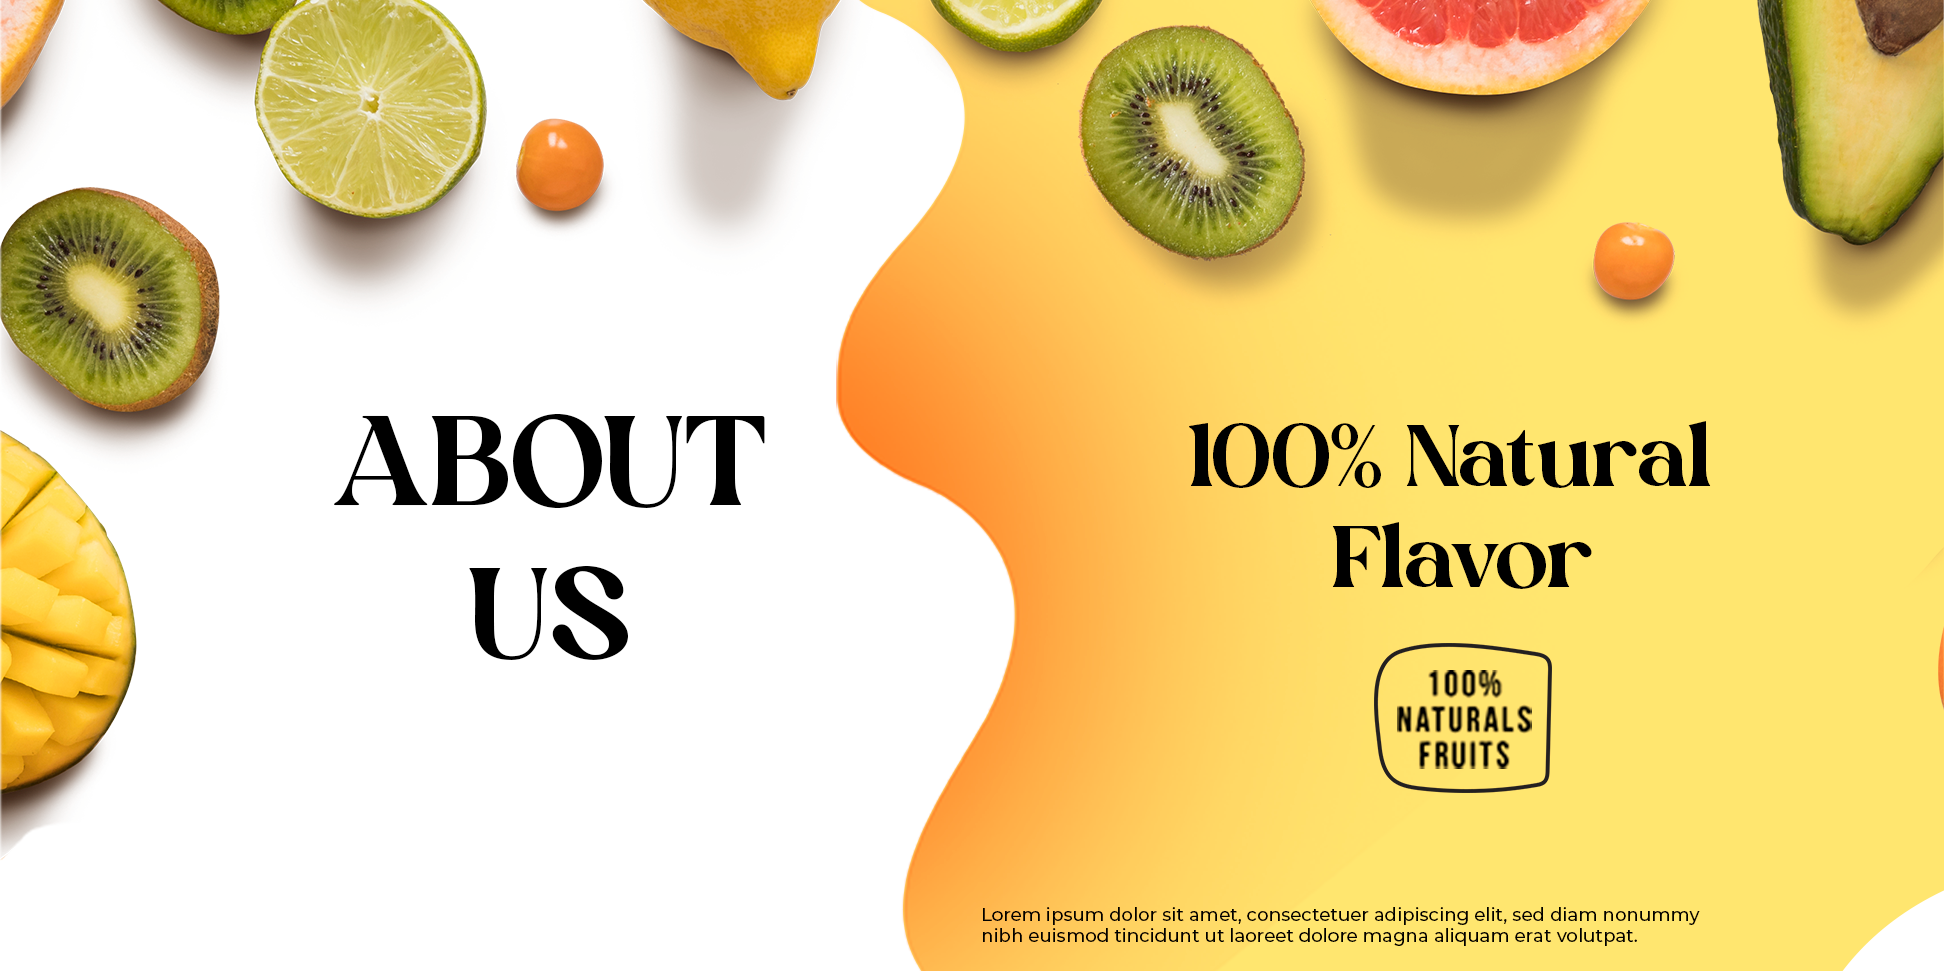 ABOUT
US
100% Natural
Flavor
100%
NATURALS
FRUITS
Lorem ipsum dolor sit amet, consectetuer adipiscing elit, sed diam nonummy
nibh euismod tincidunt ut laoreet dolore magna aliquam erat volutpat.